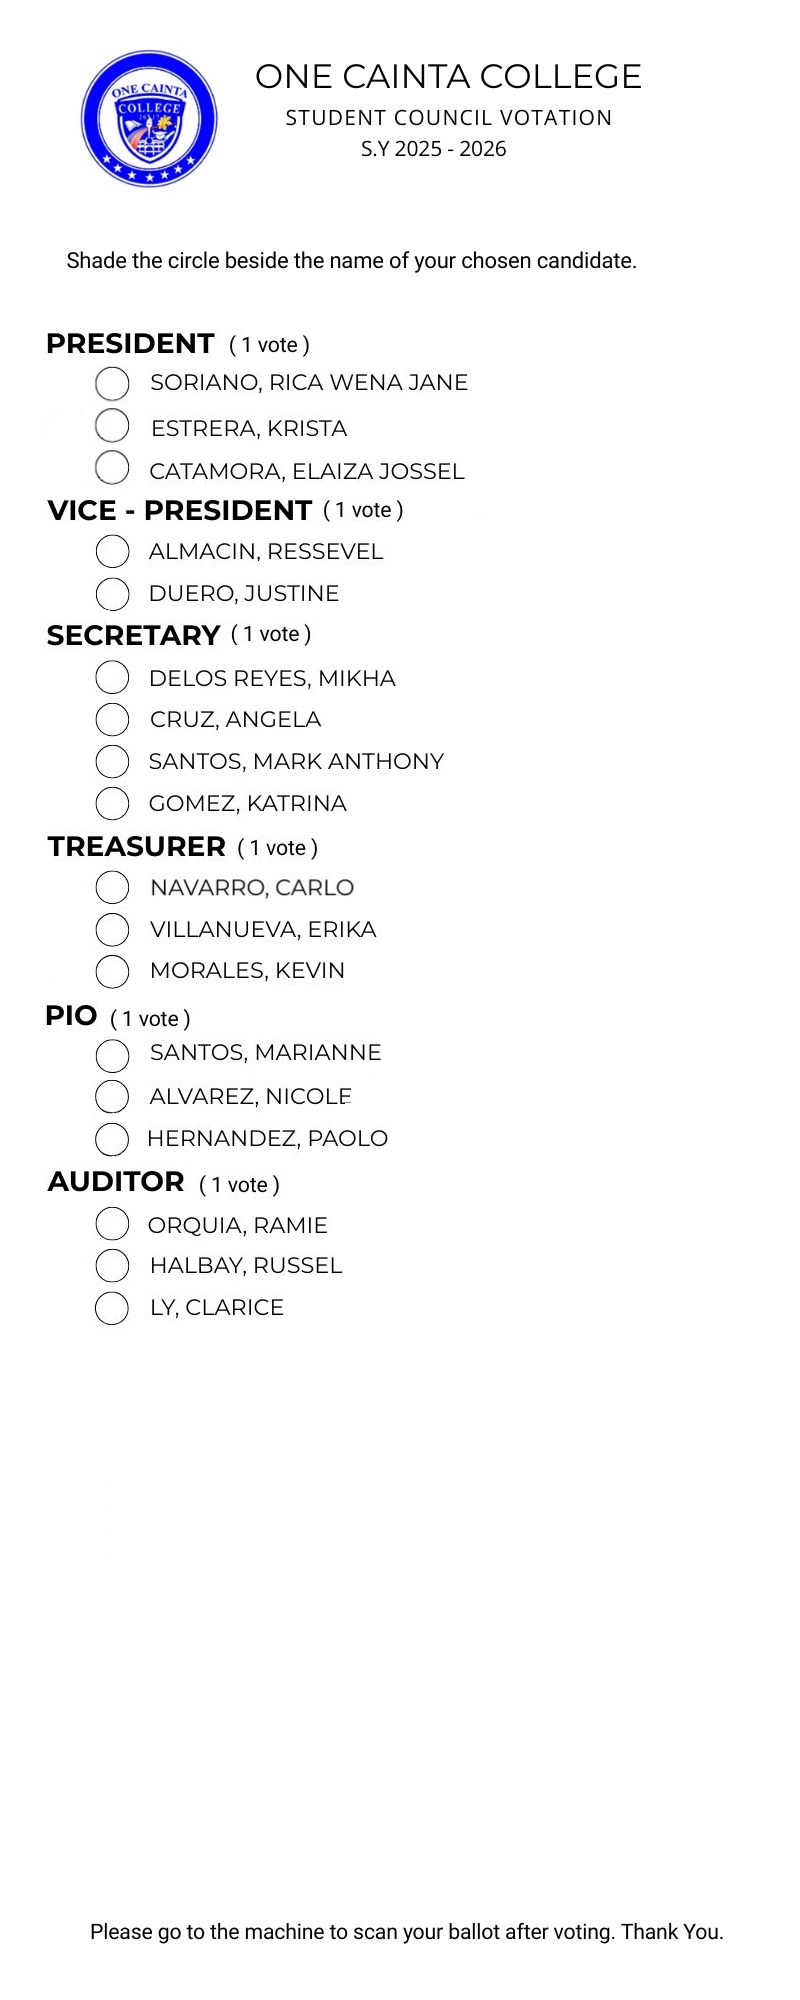 ONE CAINTA
COLLEGE
ONE CAINTA COLLEGE
STUDENT COUNCIL VOTATION
S.Y 2025 - 2026
Shade the circle beside the name of your chosen candidate.
PRESIDENT ( 1 vote )
SORIANO, RICA WENA JANE
ESTRERA, KRISTA
CATAMORA, ELAIZA JOSSEL
VICE - PRESIDENT ( 1 vote )
ALMACIN, RESSEVEL
DUERO, JUSTINE
SECRETARY ( 1 vote )
DELOS REYES, MIKHA
CRUZ, ANGELA
SANTOS, MARK ANTHONY
GOMEZ, KATRINA
TREASURER ( 1 vote )
NAVARRO, CARLO
VILLANUEVA, ERIKA
MORALES, KEVIN
PIO ( 1 vote )
SANTOS, MARIANNE
ALVAREZ, NICOLE
HERNANDEZ, PAOLO
AUDITOR ( 1 vote )
ORQUIA, RAMIE
HALBAY, RUSSEL
LY, CLARICE
Please go to the machine to scan your ballot after voting. Thank You.